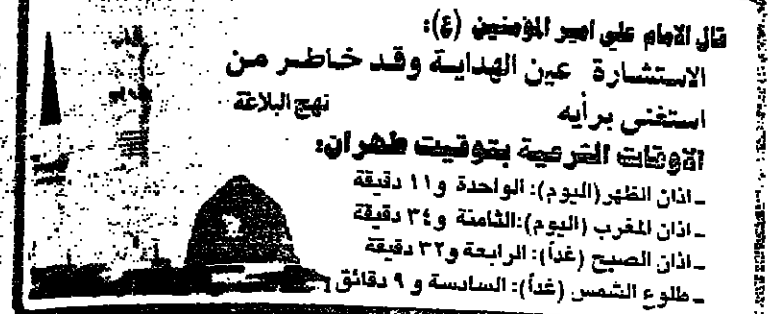 قال الامام علي امير المؤمنين (ع):
الاستشارة عين الهداية وقد خاطر من
استغنى برأيه نهج البلاغة
الاوقات الشرعية بتوقيت طهران:
ـ اذان الظهر (اليوم): الواحدة و١١ دقيقة
ـ اذان المغرب (اليوم): الثامنة و٣٤ دقيقة
ـ اذان الصبح (غداً): الرابعة و٣٢ دقيقة
ـ طلوع الشمس (غداً): السادسة و ٩ دقائق